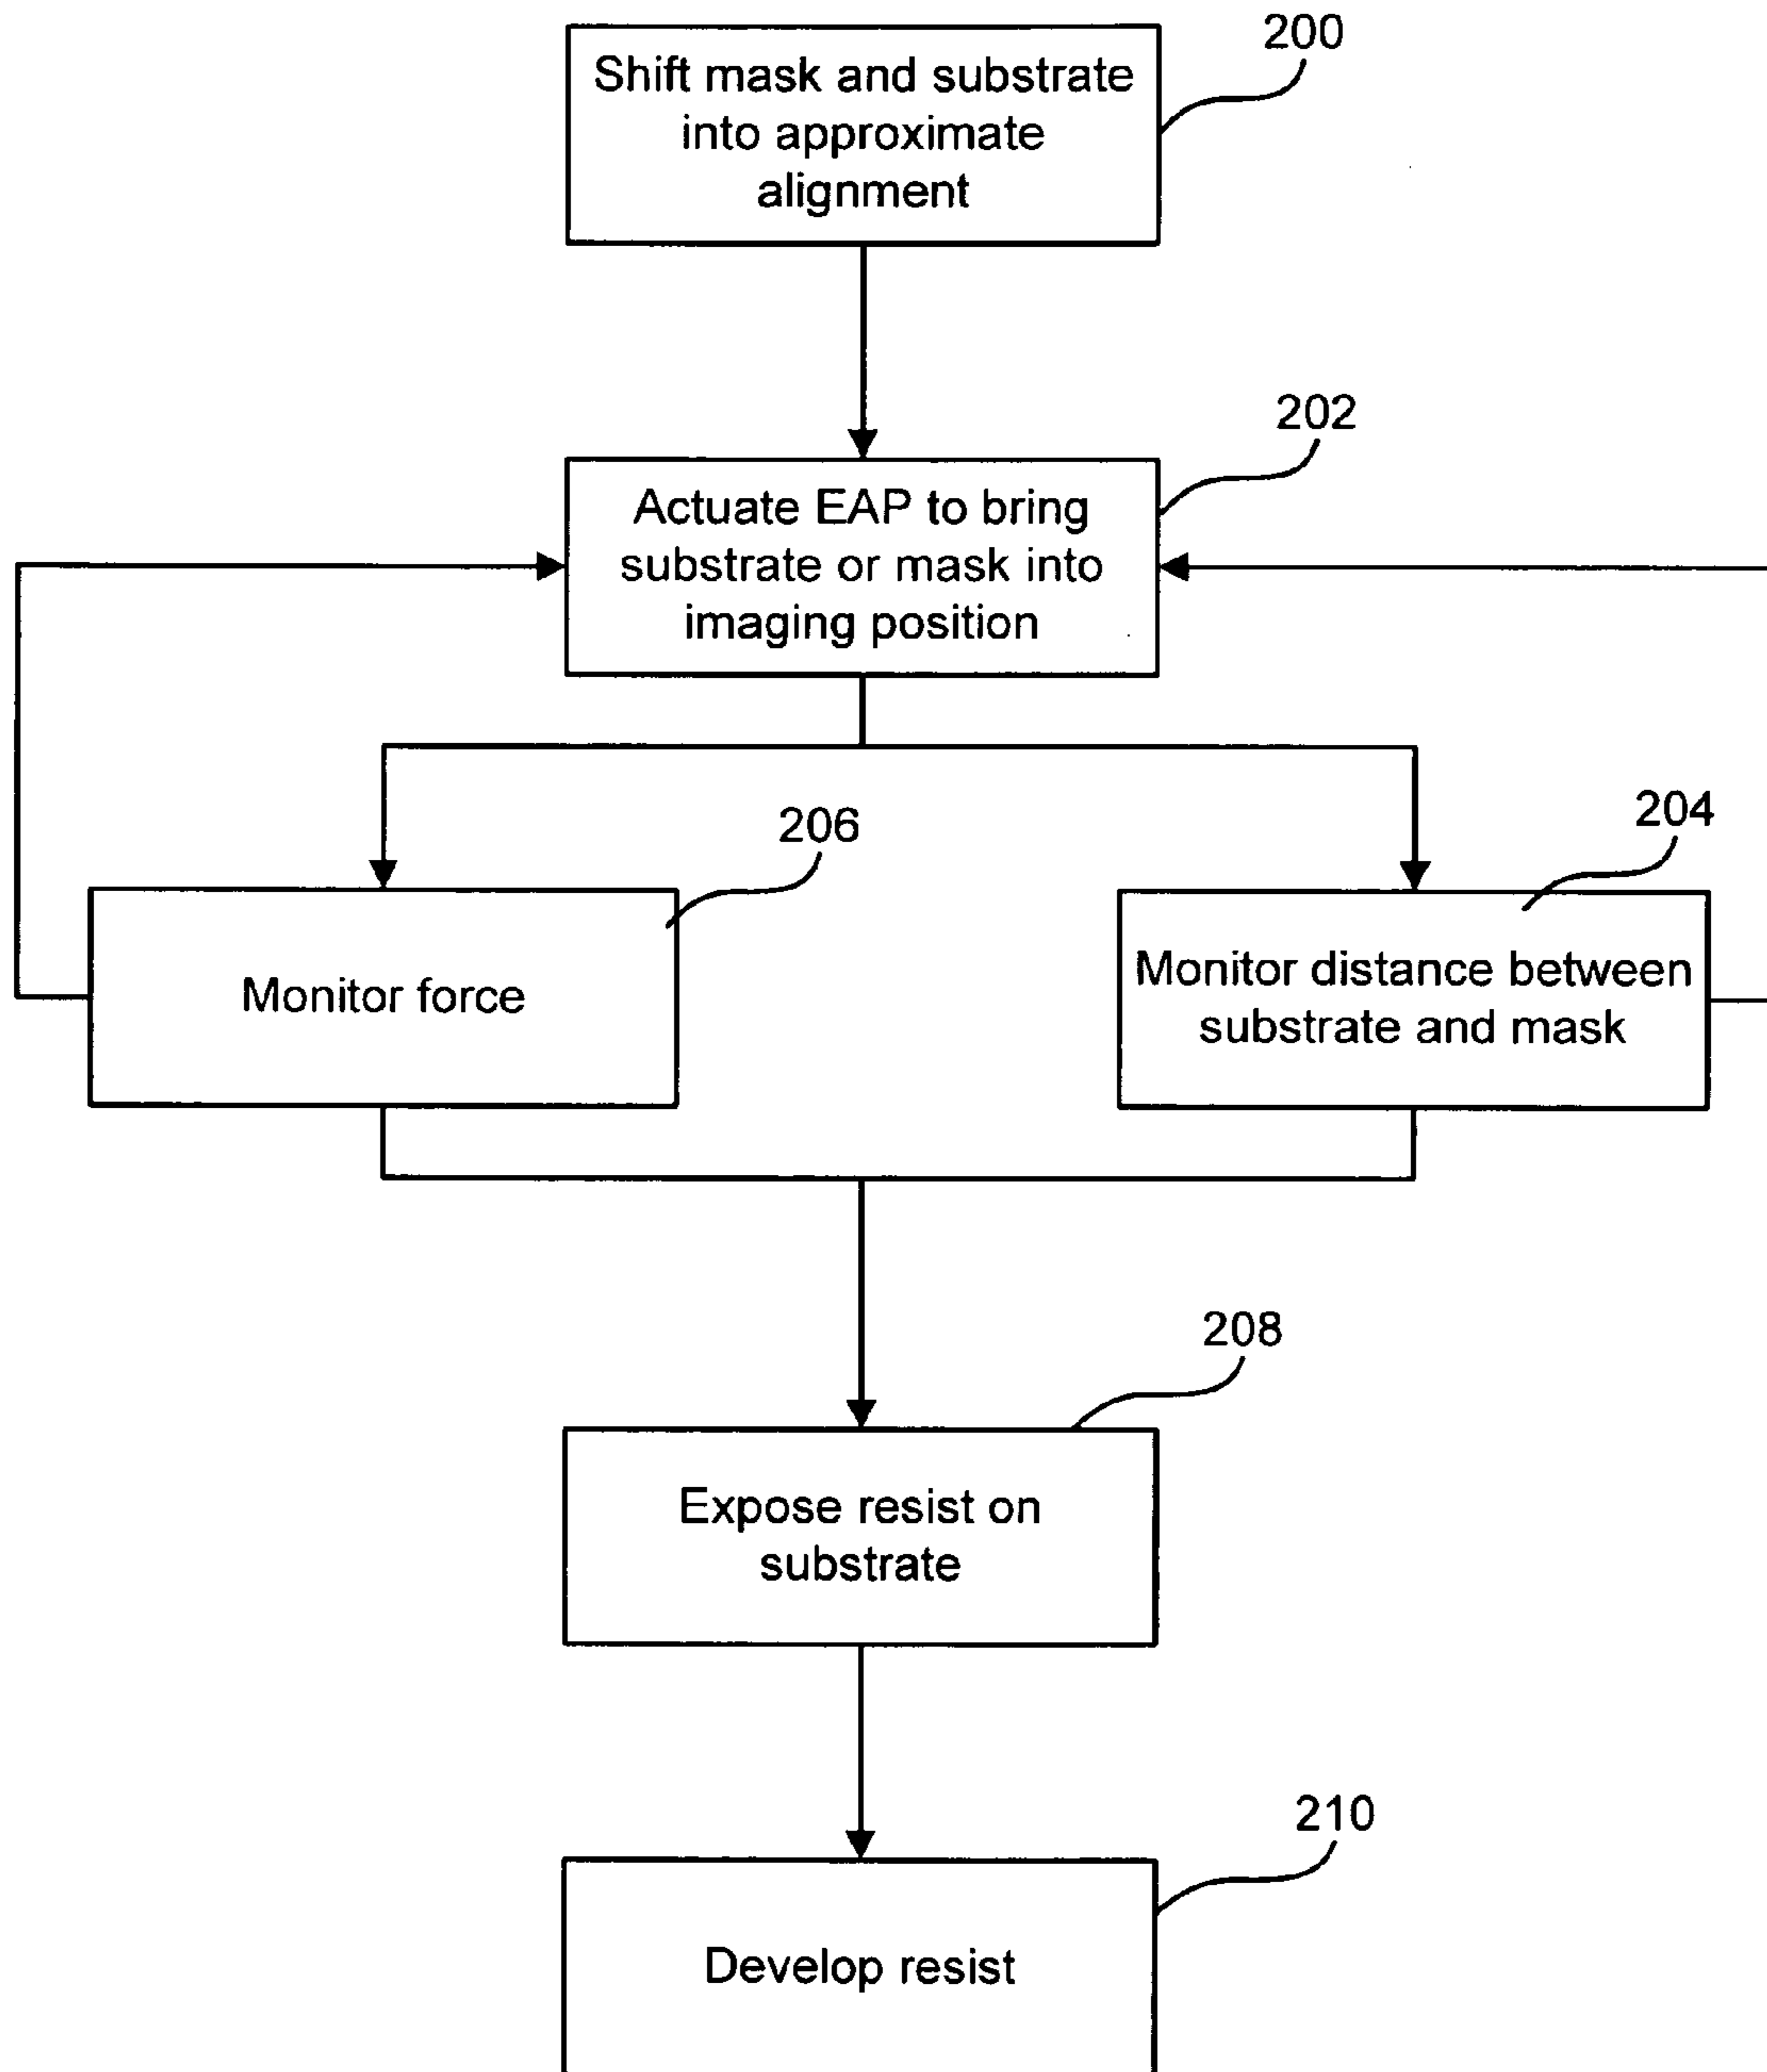 200
Shift mask and substrate
into approximate
alignment
202
Actuate EAP to bring
substrate or mask into
imaging position
206
Monitor force
204
Monitor distance between
substrate and mask
208
Expose resist on
substrate
210
Develop resist